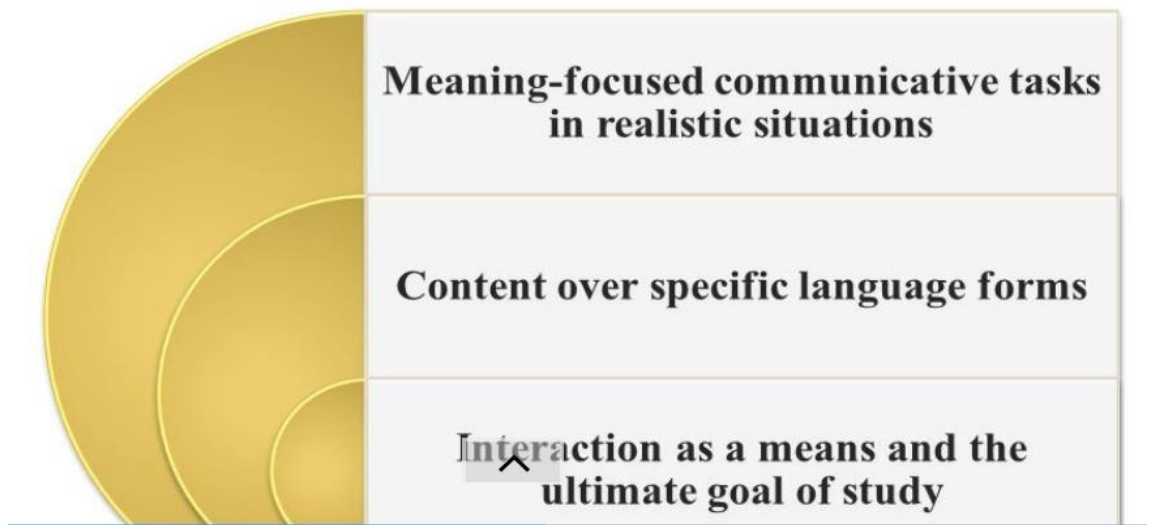 Meaning-focused communicative tasks
in realistic situations
Content over specific language forms
Interaction as a means and the
ultimate goal of study